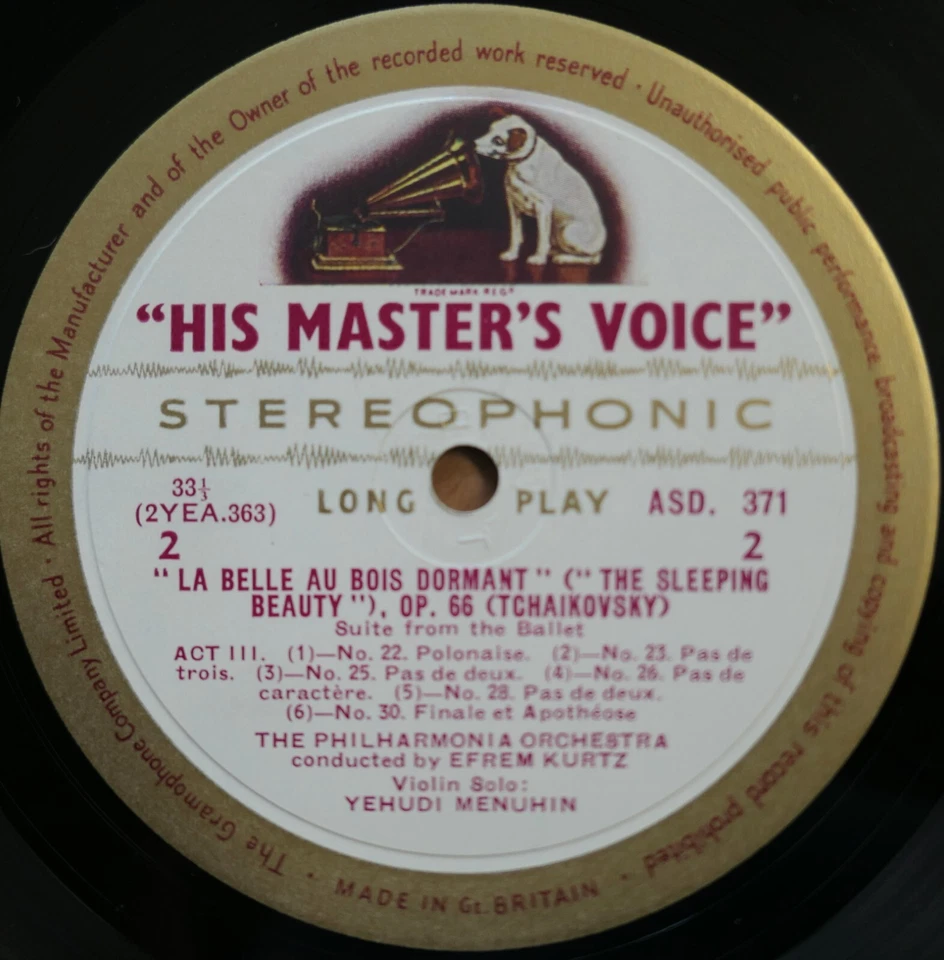 The Gramophone Company Limited · All rights of the Manufacturer and of the Owner of the recorded work reserved · Unauthorised public performance, broadcasting and copying of this record prohibited ·
TRADE MARK REGD
“HIS MASTER’S VOICE”
STEREOPHONIC
33⅓ LONG PLAY ASD. 371
(2YEA.363)
2 2
“LA BELLE AU BOIS DORMANT” (“THE SLEEPING
BEAUTY”), OP. 66 (TCHAIKOVSKY)
Suite from the Ballet
ACT III. (1)—No. 22. Polonaise. (2)—No. 23. Pas de
trois. (3)—No. 25. Pas de deux. (4)—No. 26. Pas de
caractère. (5)—No. 28. Pas de deux.
(6)—No. 30. Finale et Apothéose
THE PHILHARMONIA ORCHESTRA
conducted by EFREM KURTZ
Violin Solo:
YEHUDI MENUHIN
· MADE IN Gt. BRITAIN ·